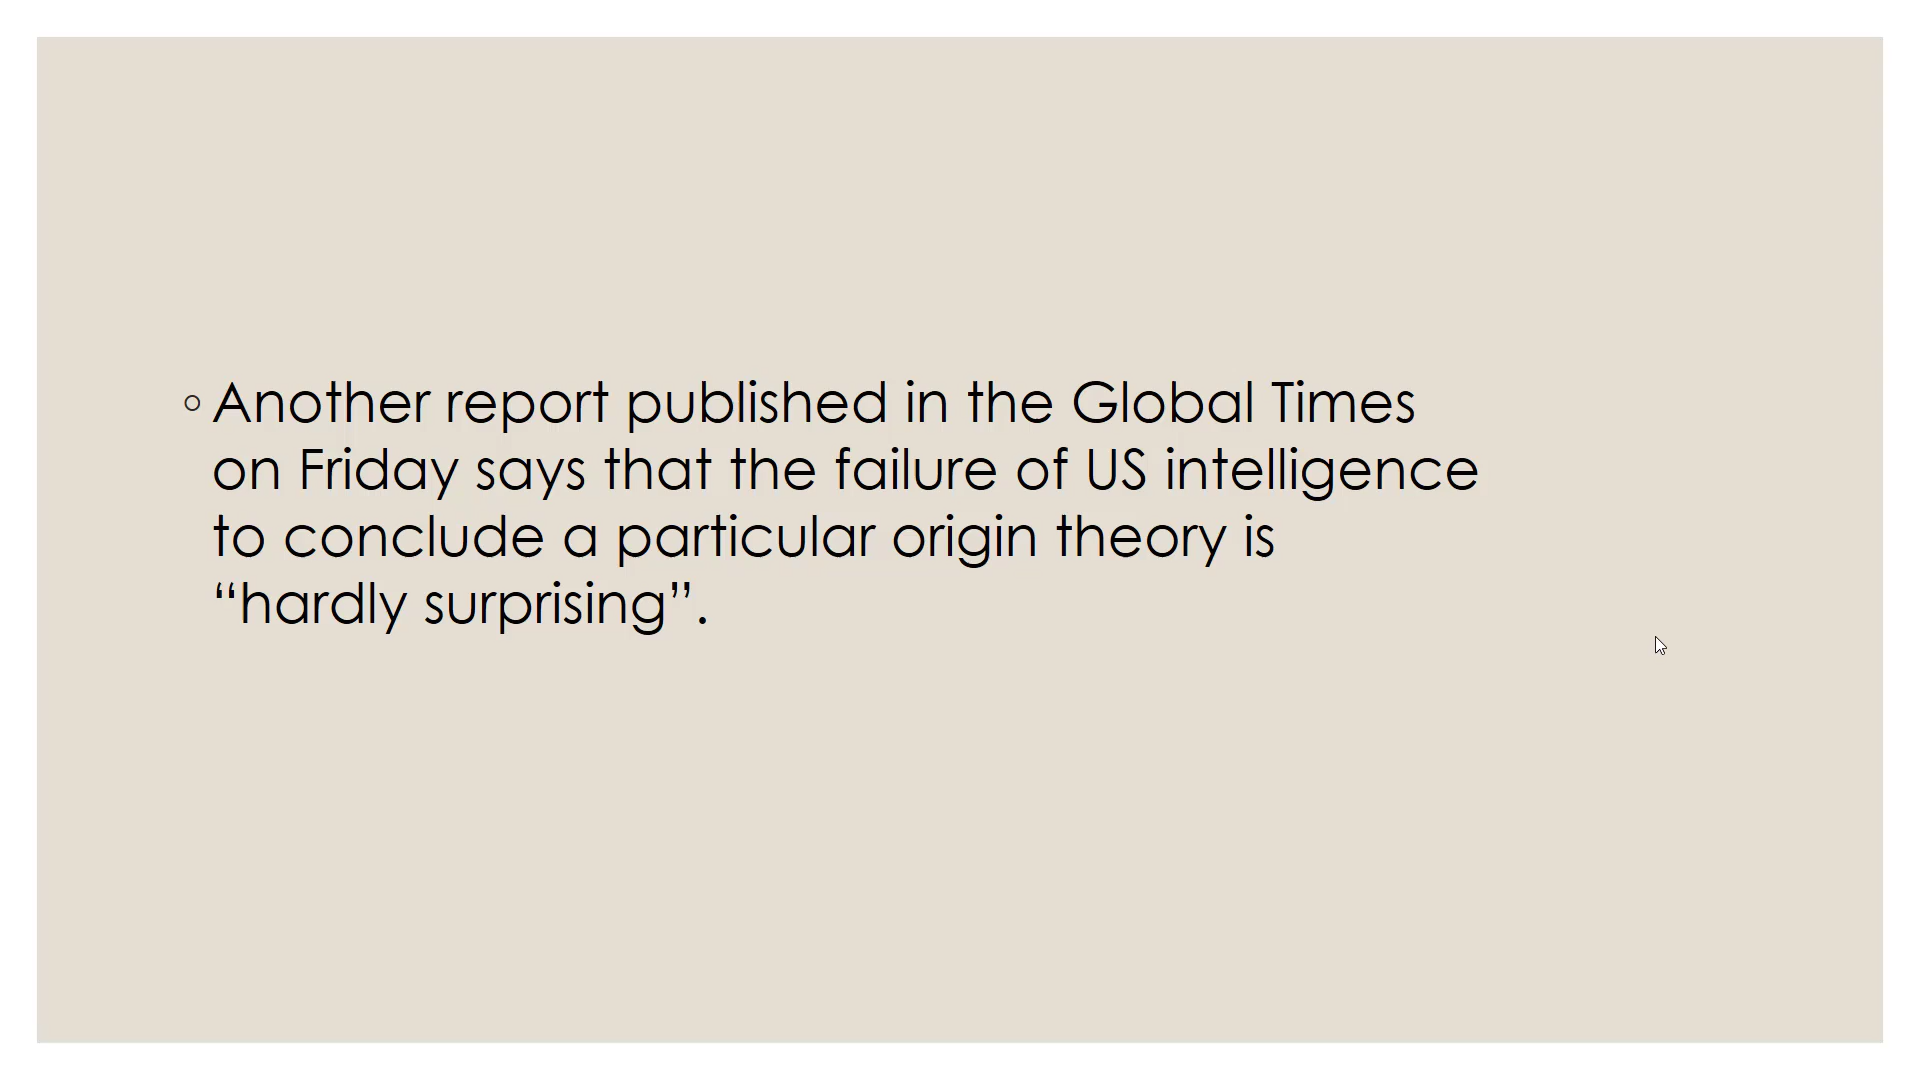 ◦ Another report published in the Global Times
on Friday says that the failure of US intelligence
to conclude a particular origin theory is
“hardly surprising”.